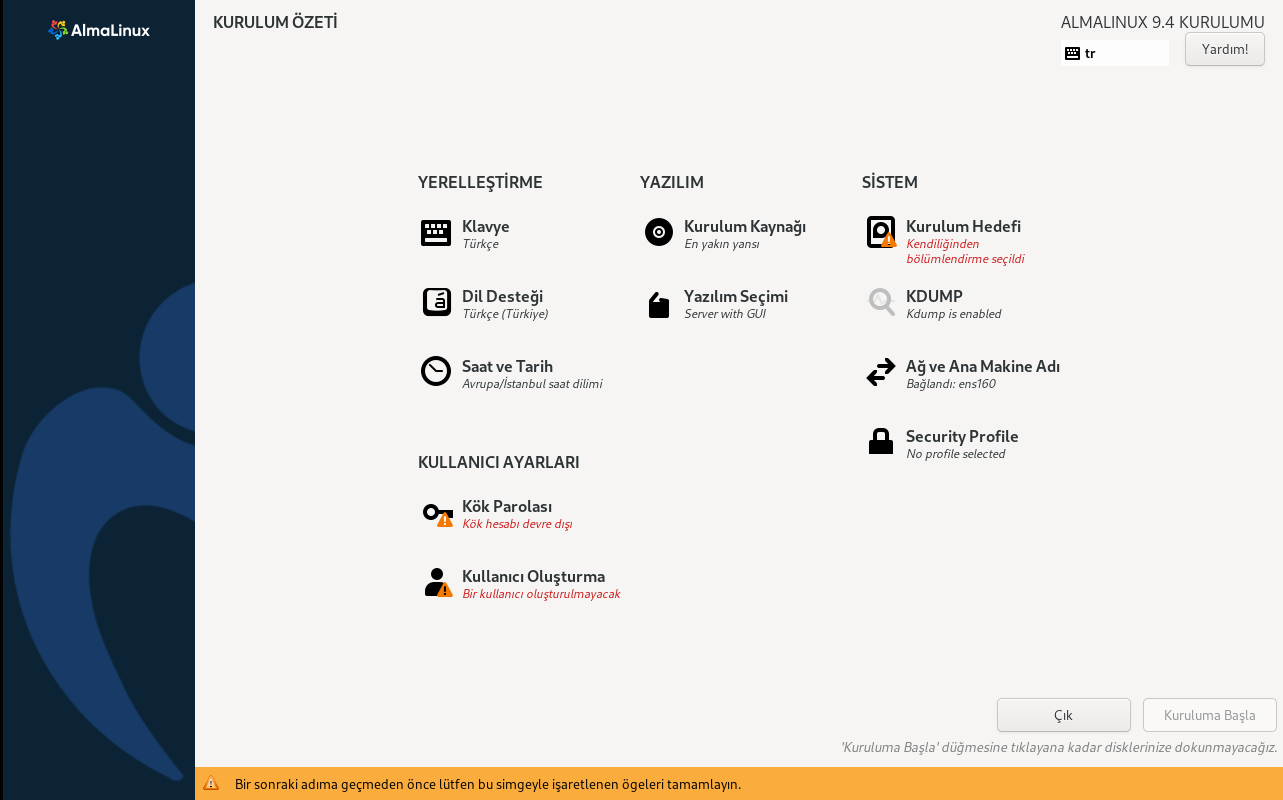 AlmaLinux
KURULUM ÖZETİ
ALMALINUX 9.4 KURULUMU
tr
Yardım!
YERELLEŞTİRME
Klavye
Türkçe
Dil Desteği
Türkçe (Türkiye)
Saat ve Tarih
Avrupa/İstanbul saat dilimi
YAZILIM
Kurulum Kaynağı
En yakın yansı
Yazılım Seçimi
Server with GUI
SİSTEM
Kurulum Hedefi
Kendiliğinden
bölümlendirme seçildi
KDUMP
Kdump is enabled
Ağ ve Ana Makine Adı
Bağlandı: ens160
Security Profile
No profile selected
KULLANICI AYARLARI
Kök Parolası
Kök hesabı devre dışı
Kullanıcı Oluşturma
Bir kullanıcı oluşturulmayacak
Çık
Kuruluma Başla
'Kuruluma Başla' düğmesine tıklayana kadar disklerinize dokunmayacağız.
Bir sonraki adıma geçmeden önce lütfen bu simgeyle işaretlenen ögeleri tamamlayın.